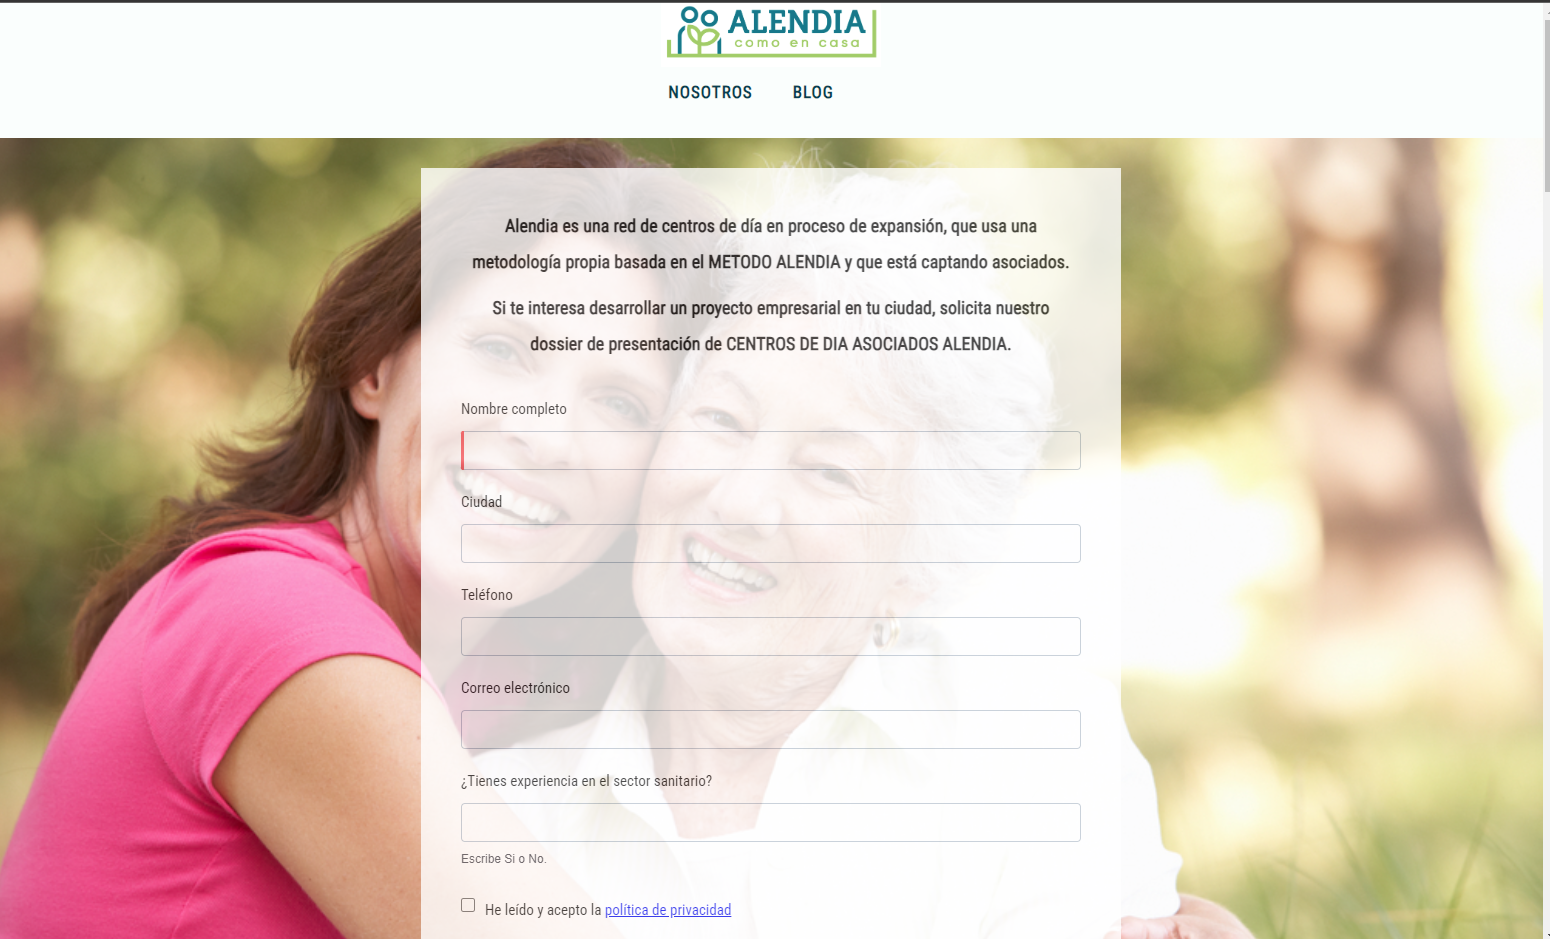 ALENDIA
como en casa
NOSOTROS BLOG
Alendia es una red de centros de día en proceso de expansión, que usa una
metodología propia basada en el METODO ALENDIA y que está captando asociados.
Si te interesa desarrollar un proyecto empresarial en tu ciudad, solicita nuestro
dossier de presentación de CENTROS DE DIA ASOCIADOS ALENDIA.
Nombre completo
Ciudad
Teléfono
Correo electrónico
¿Tienes experiencia en el sector sanitario?
Escribe Si o No.
He leído y acepto la política de privacidad